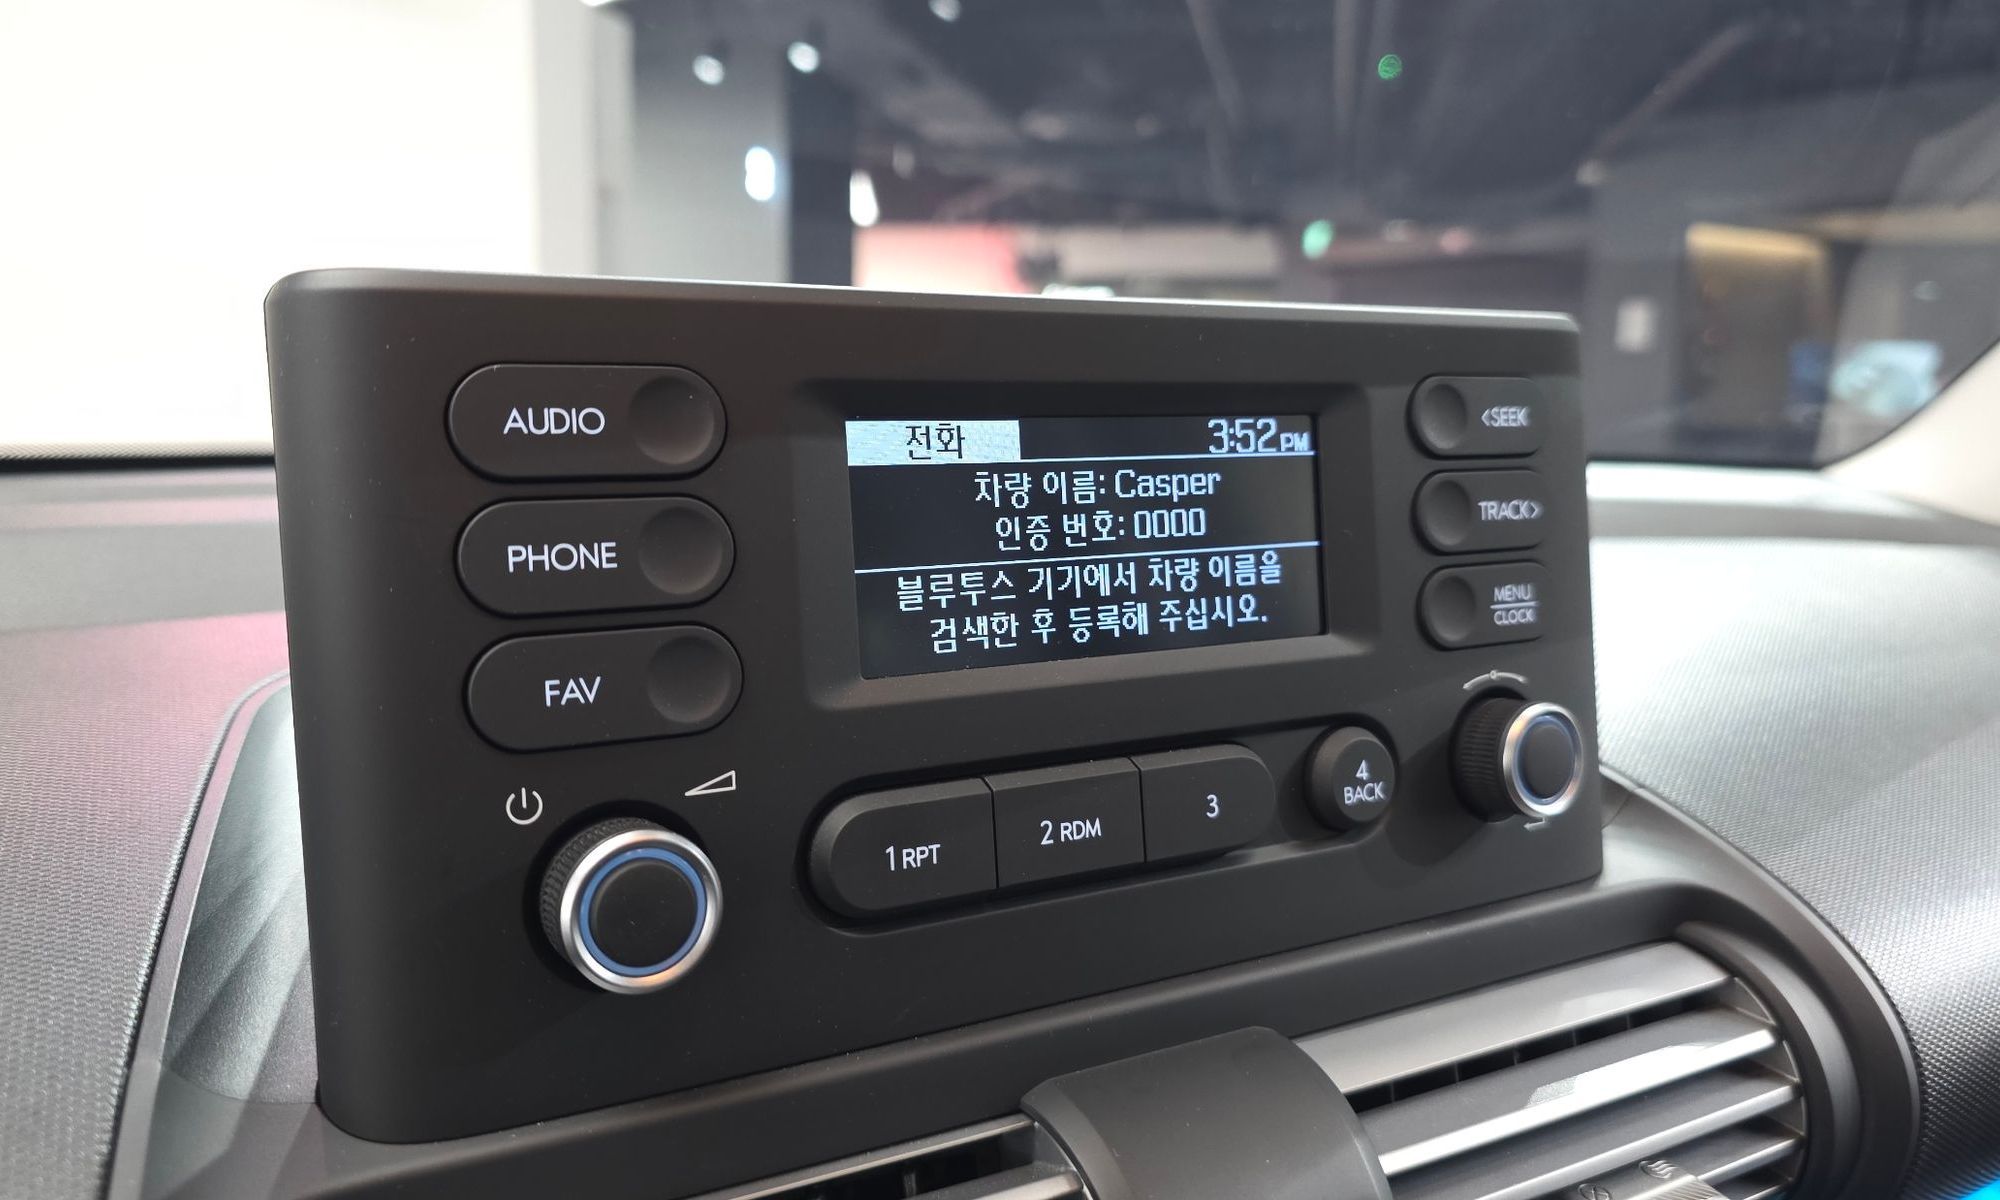 AUDIO
PHONE
FAV
전화
3:52 PM
차량 이름: Casper
인증 번호: 0000
블루투스 기기에서 차량 이름을
검색한 후 등록해 주십시오.
<SEEK
TRACK>
MENU
CLOCK
1 RPT
2 RDM
3
4
BACK